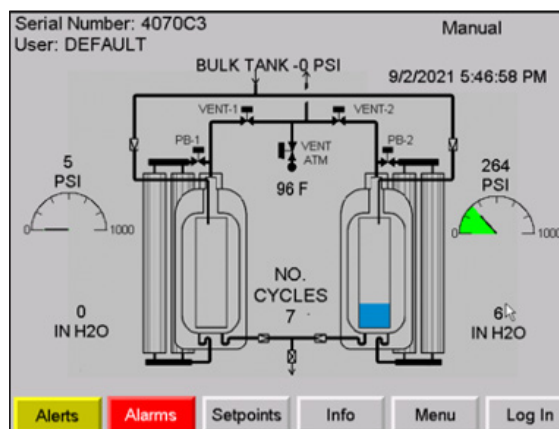 Serial Number: 4070C3
Manual
User: DEFAULT
BULK TANK -0 PSI
9/2/2021 5:46:58 PM
VENT-1
VENT-2
PB-1
VENT
ATM
PB-2
5
PSI
264
PSI
96 F
0
1000
0
1000
NO.
CYCLES
7
0
IN H2O
6
IN H2O
Alerts
Alarms
Setpoints
Info
Menu
Log In